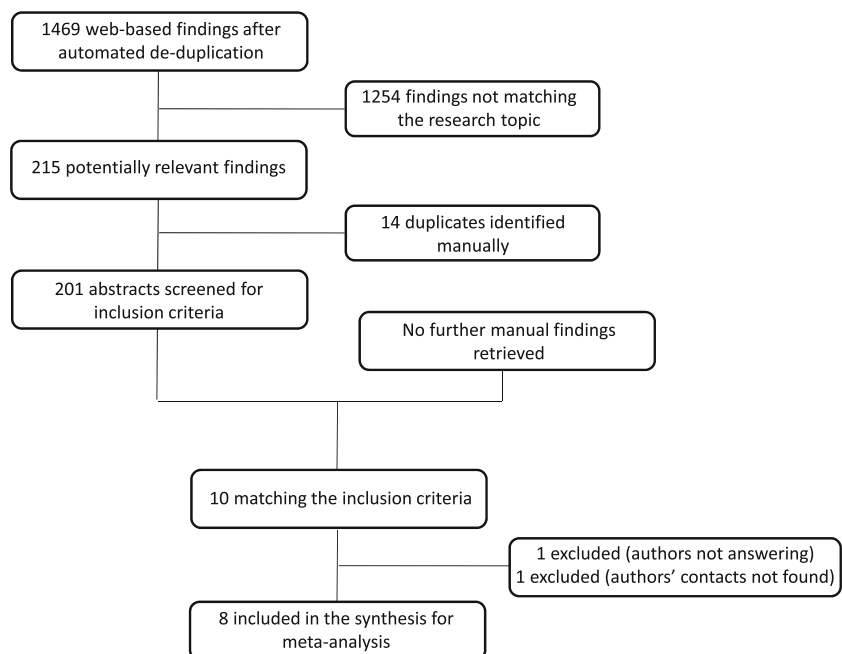 1469 web-based findings after
automated de-duplication
1254 findings not matching
the research topic
215 potentially relevant findings
14 duplicates identified
manually
201 abstracts screened for
inclusion criteria
No further manual findings
retrieved
10 matching the inclusion criteria
1 excluded (authors not answering)
1 excluded (authors’ contacts not found)
8 included in the synthesis for
meta-analysis